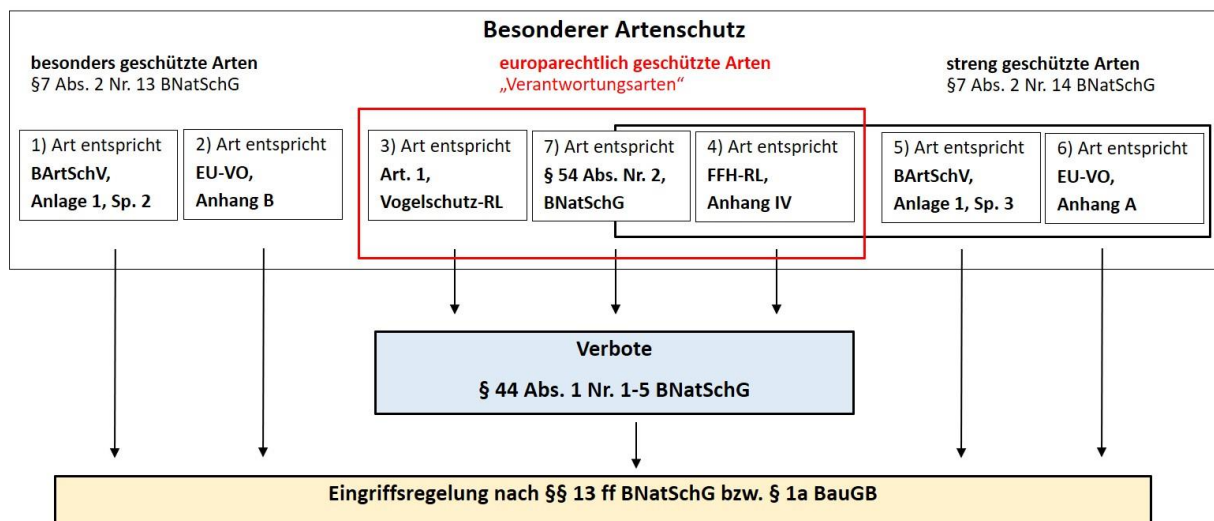 Besonderer Artenschutz
besonders geschützte Arten
§7 Abs. 2 Nr. 13 BNatSchG
europarechtlich geschützte Arten
„Verantwortungsarten“
streng geschützte Arten
§7 Abs. 2 Nr. 14 BNatSchG
1) Art entspricht
BArtSchV,
Anlage 1, Sp. 2
2) Art entspricht
EU-VO,
Anhang B
3) Art entspricht
Art. 1,
Vogelschutz-RL
7) Art entspricht
§ 54 Abs. Nr. 2,
BNatSchG
4) Art entspricht
FFH-RL,
Anhang IV
5) Art entspricht
BArtSchV,
Anlage 1, Sp. 3
6) Art entspricht
EU-VO,
Anhang A
Verbote
§ 44 Abs. 1 Nr. 1-5 BNatSchG
Eingriffsregelung nach §§ 13 ff BNatSchG bzw. § 1a BauGB